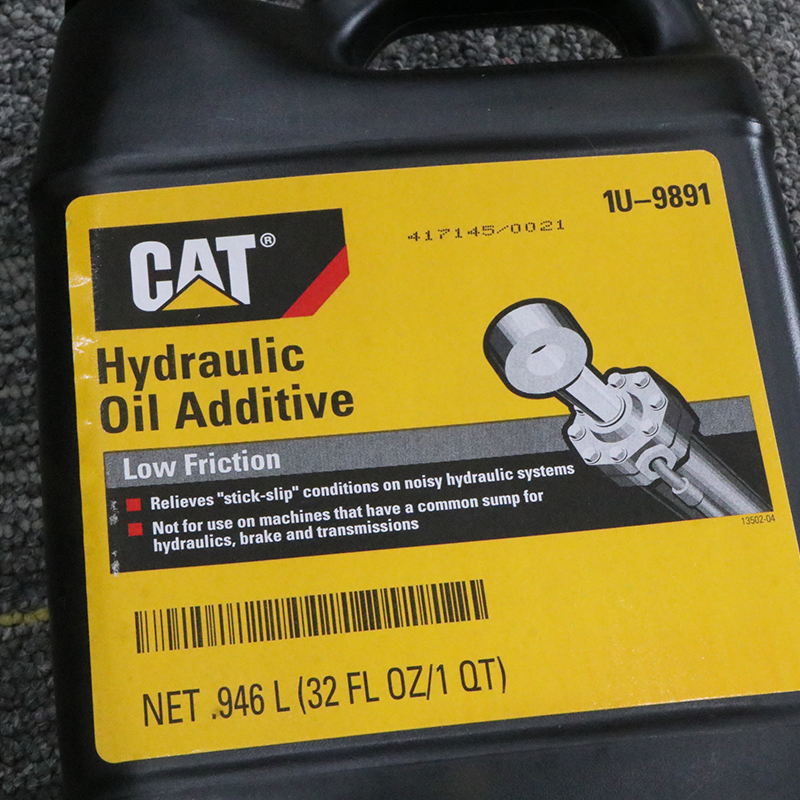 1U–9891
417145/0021
CAT®
Hydraulic
Oil Additive
Low Friction
Relieves "stick-slip" conditions on noisy hydraulic systems
Not for use on machines that have a common sump for
hydraulics, brake and transmissions
13502-04
NET .946 L (32 FL OZ/1 QT)